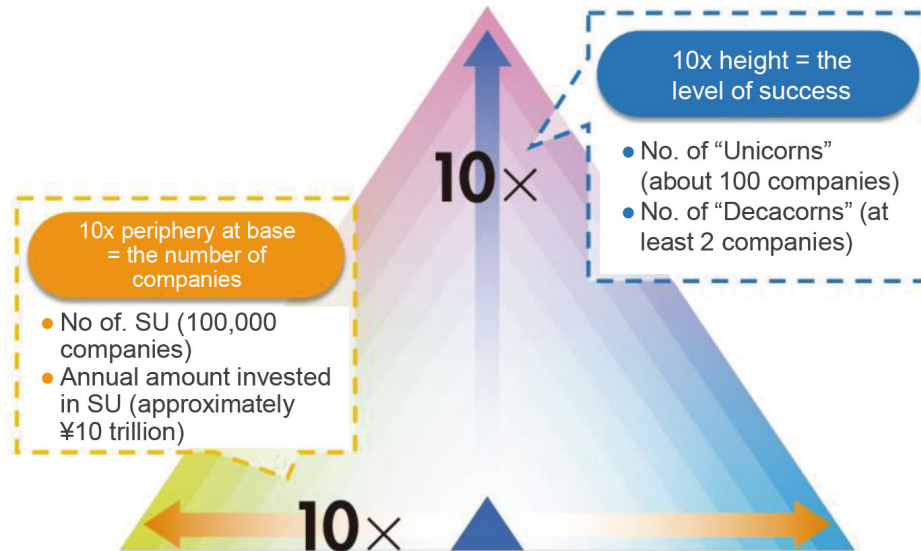 10x height = the
level of success
● No. of “Unicorns”
(about 100 companies)
● No. of “Decacorns” (at
least 2 companies)
10×
10x periphery at base
= the number of
companies
● No of. SU (100,000
companies)
● Annual amount invested
in SU (approximately
¥10 trillion)
10×